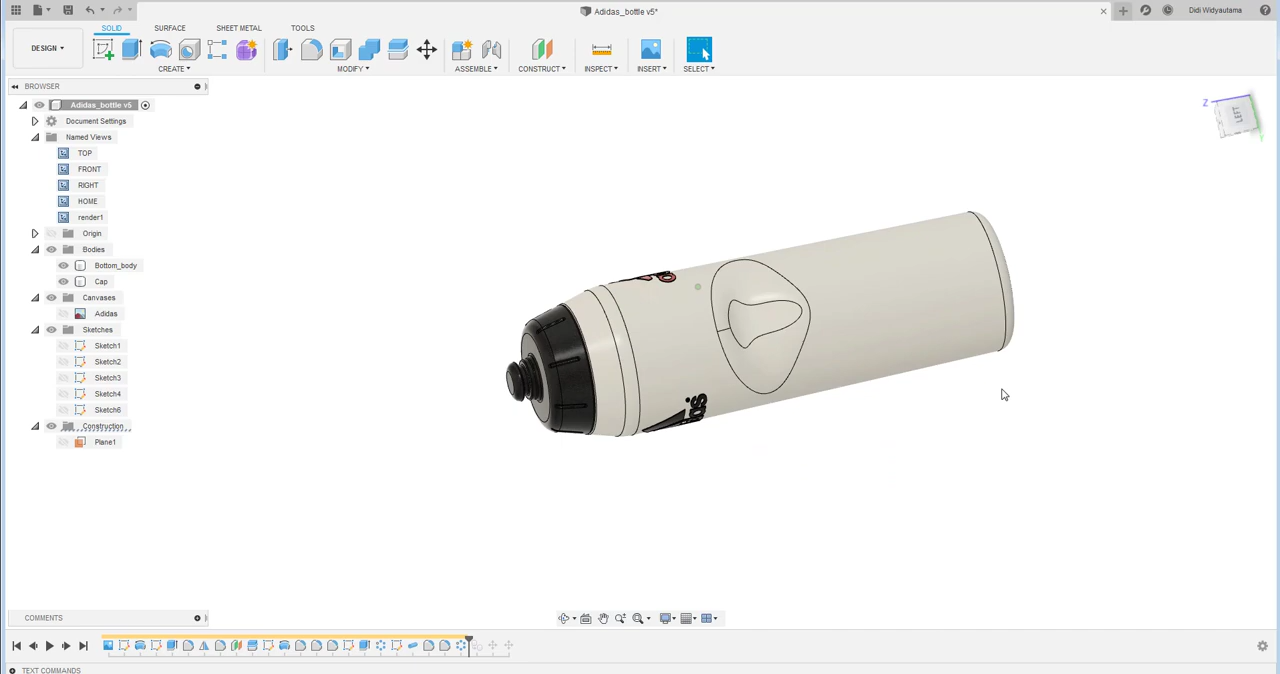 Adidas_bottle v5*
Didi Widyautama
DESIGN
SOLID
SURFACE
SHEET METAL
TOOLS
CREATE
MODIFY
ASSEMBLE
CONSTRUCT
INSPECT
INSERT
SELECT
BROWSER
Adidas_bottle v5
Document Settings
Named Views
TOP
FRONT
RIGHT
HOME
render1
Origin
Bodies
Bottom_body
Cap
Canvases
Adidas
Sketches
Sketch1
Sketch2
Sketch3
Sketch4
Sketch6
Construction
Plane1
Z
LEFT
Y
COMMENTS
TEXT COMMANDS